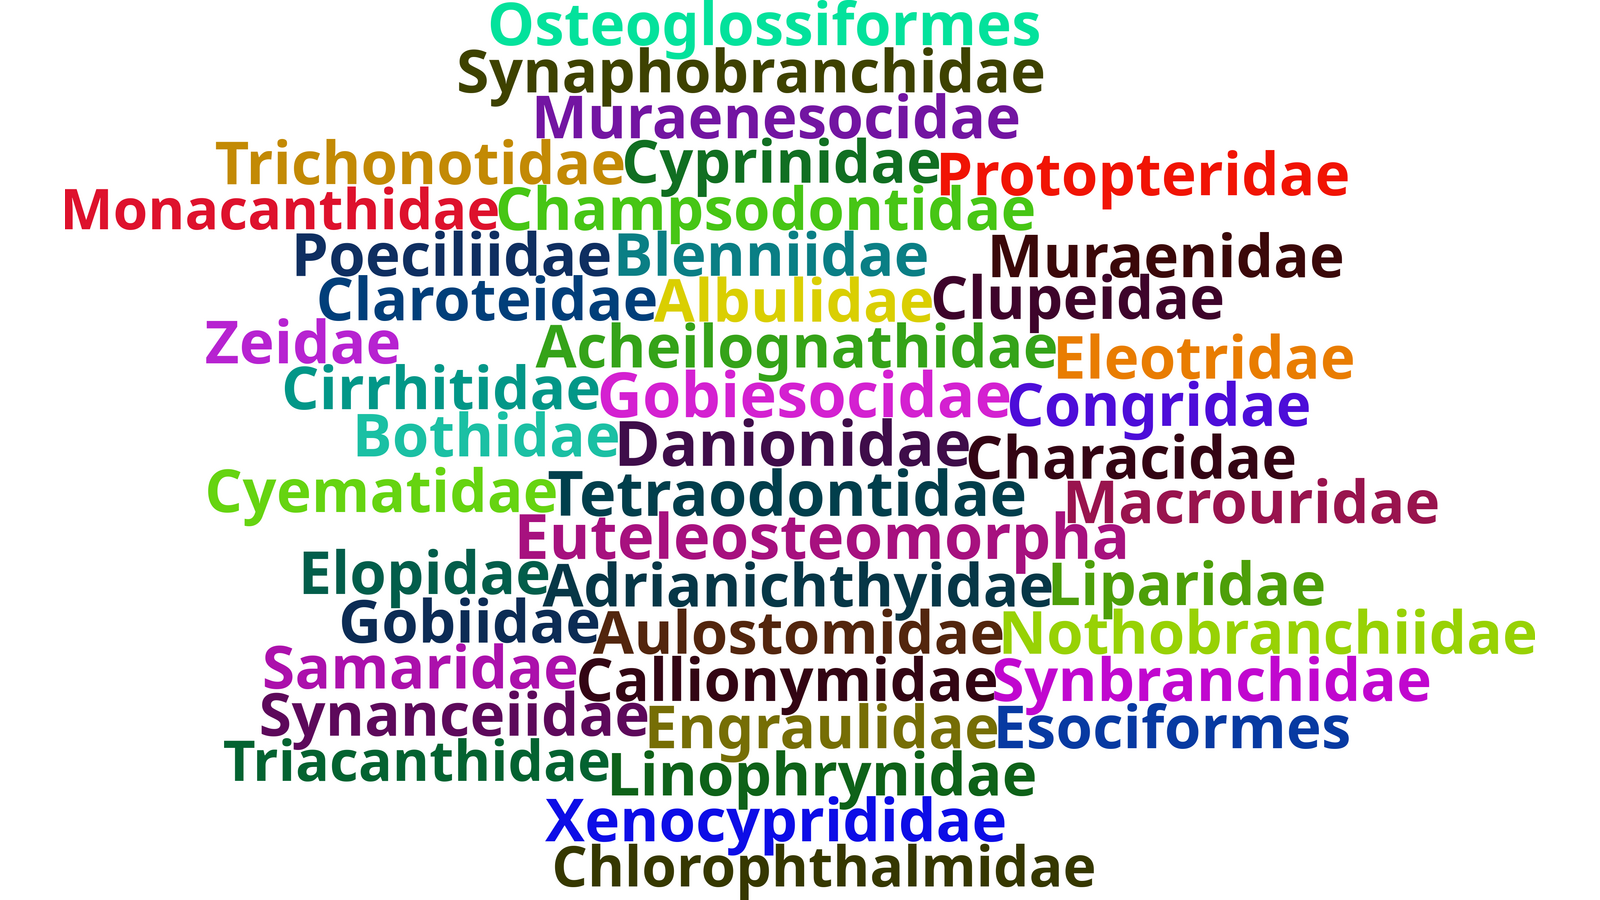 Osteoglossiformes
Synaphobranchidae
Muraenesocidae
Trichonotidae Cyprinidae Protopteridae
Monacanthidae Champsodontidae
Poeciliidae Blenniidae Muraenidae
Claroteidae Albulidae Clupeidae
Zeidae Acheilognathidae Eleotridae
Cirrhitidae Gobiesocidae Congridae
Bothidae Danionidae Characidae
Cyematidae Tetraodontidae Macrouridae
Euteleosteomorpha
Elopidae Adrianichthyidae Liparidae
Gobiidae Aulostomidae Nothobranchiidae
Samaridae Callionymidae Synbranchidae
Synanceiidae Engraulidae Esociformes
Triacanthidae Linophrynidae
Xenocyprididae
Chlorophthalmidae